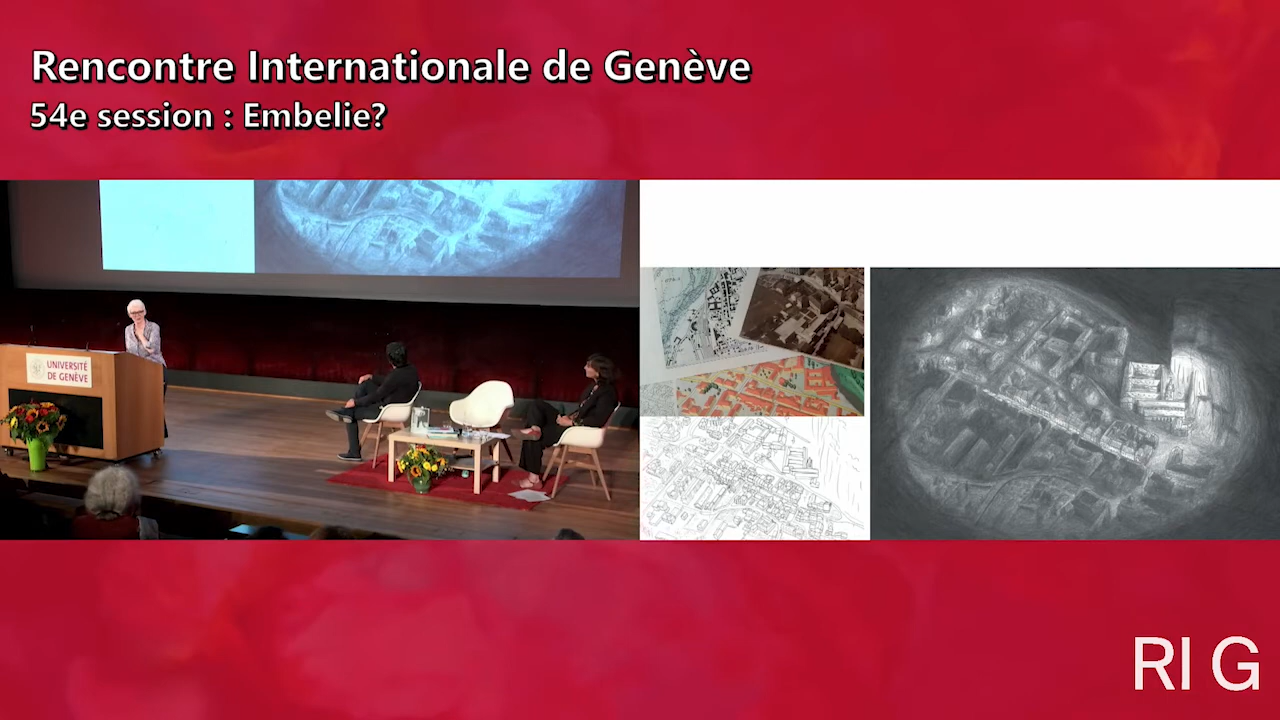 Rencontre Internationale de Genève
54e session : Embelie?
UNIVERSITÉ
DE GENÈVE
RI G